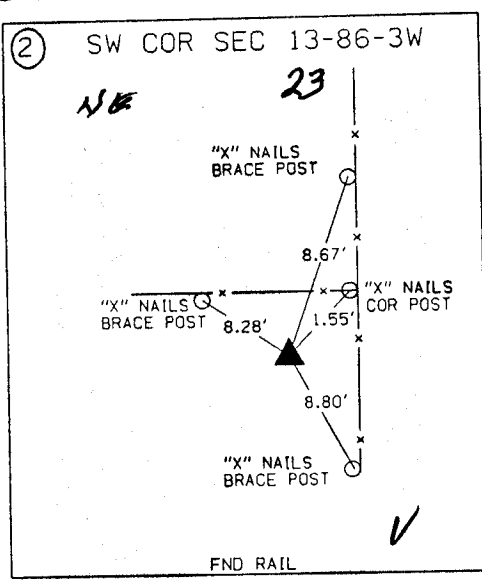 ② SW COR SEC 13-86-3W
NE 23
"X" NAILS
BRACE POST
8.67'
"X" NAILS
COR POST
"X" NAILS
BRACE POST
8.28'
1.55'
8.80'
"X" NAILS
BRACE POST
V
FND RAIL